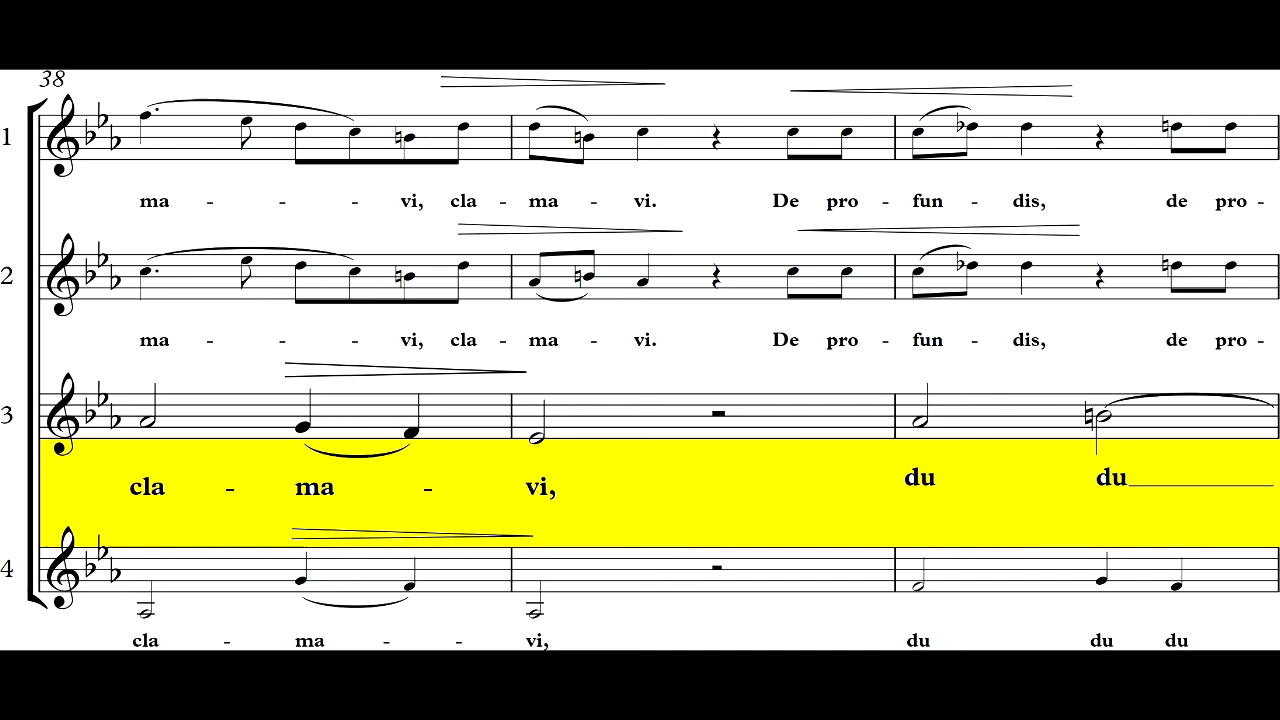 38
1
ma - - - vi, cla - ma - vi. De pro - fun - dis, de pro -
2
ma - - - vi, cla - ma - vi. De pro - fun - dis, de pro -
3
cla - ma - vi, du du_
4
cla - ma - - vi, du du du